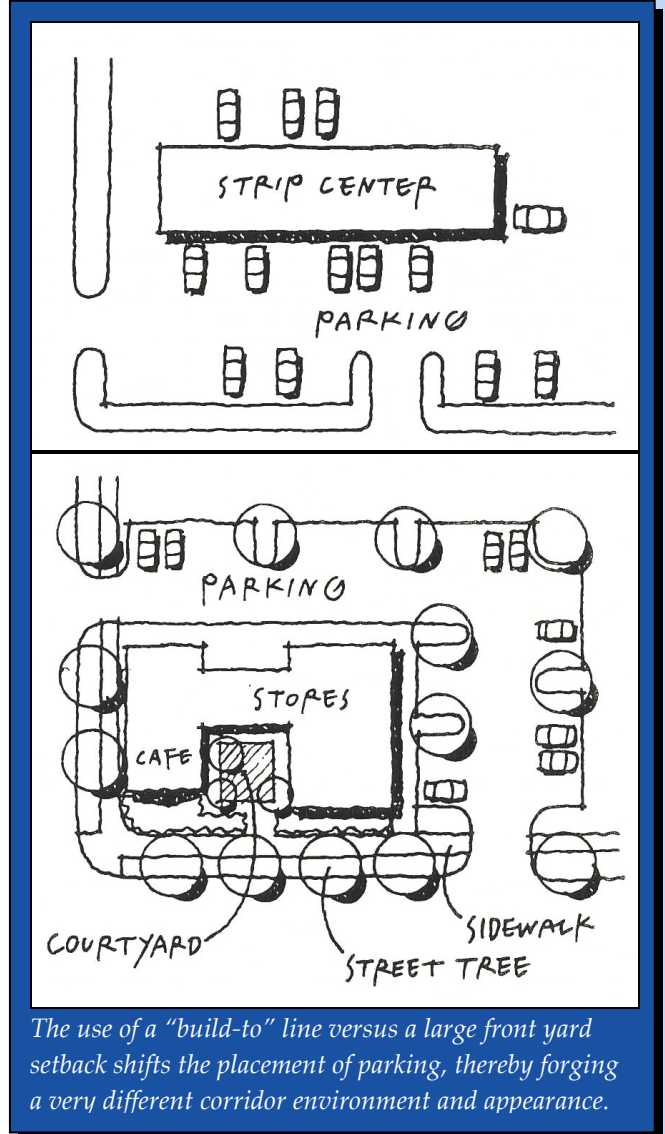 STRIP CENTER
PARKING
PARKING
STORES
CAFE
COURTYARD
SIDEWALK
STREET TREE
The use of a “build-to” line versus a large front yard
setback shifts the placement of parking, thereby forging
a very different corridor environment and appearance.